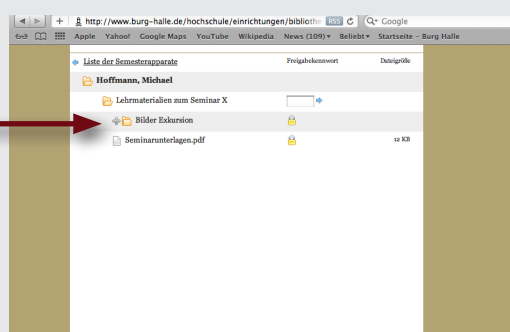 http://www.burg-halle.de/hochschule/einrichtungen/bibliothe RSS Google
Apple Yahoo! Google Maps YouTube Wikipedia News (109) Beliebt Startseite – Burg Halle
Liste der Semesterapparate Freigabekennwort Dateigröße
Hoffmann, Michael
Lehrmaterialien zum Seminar X
Bilder Exkursion
Seminarunterlagen.pdf 12 KB